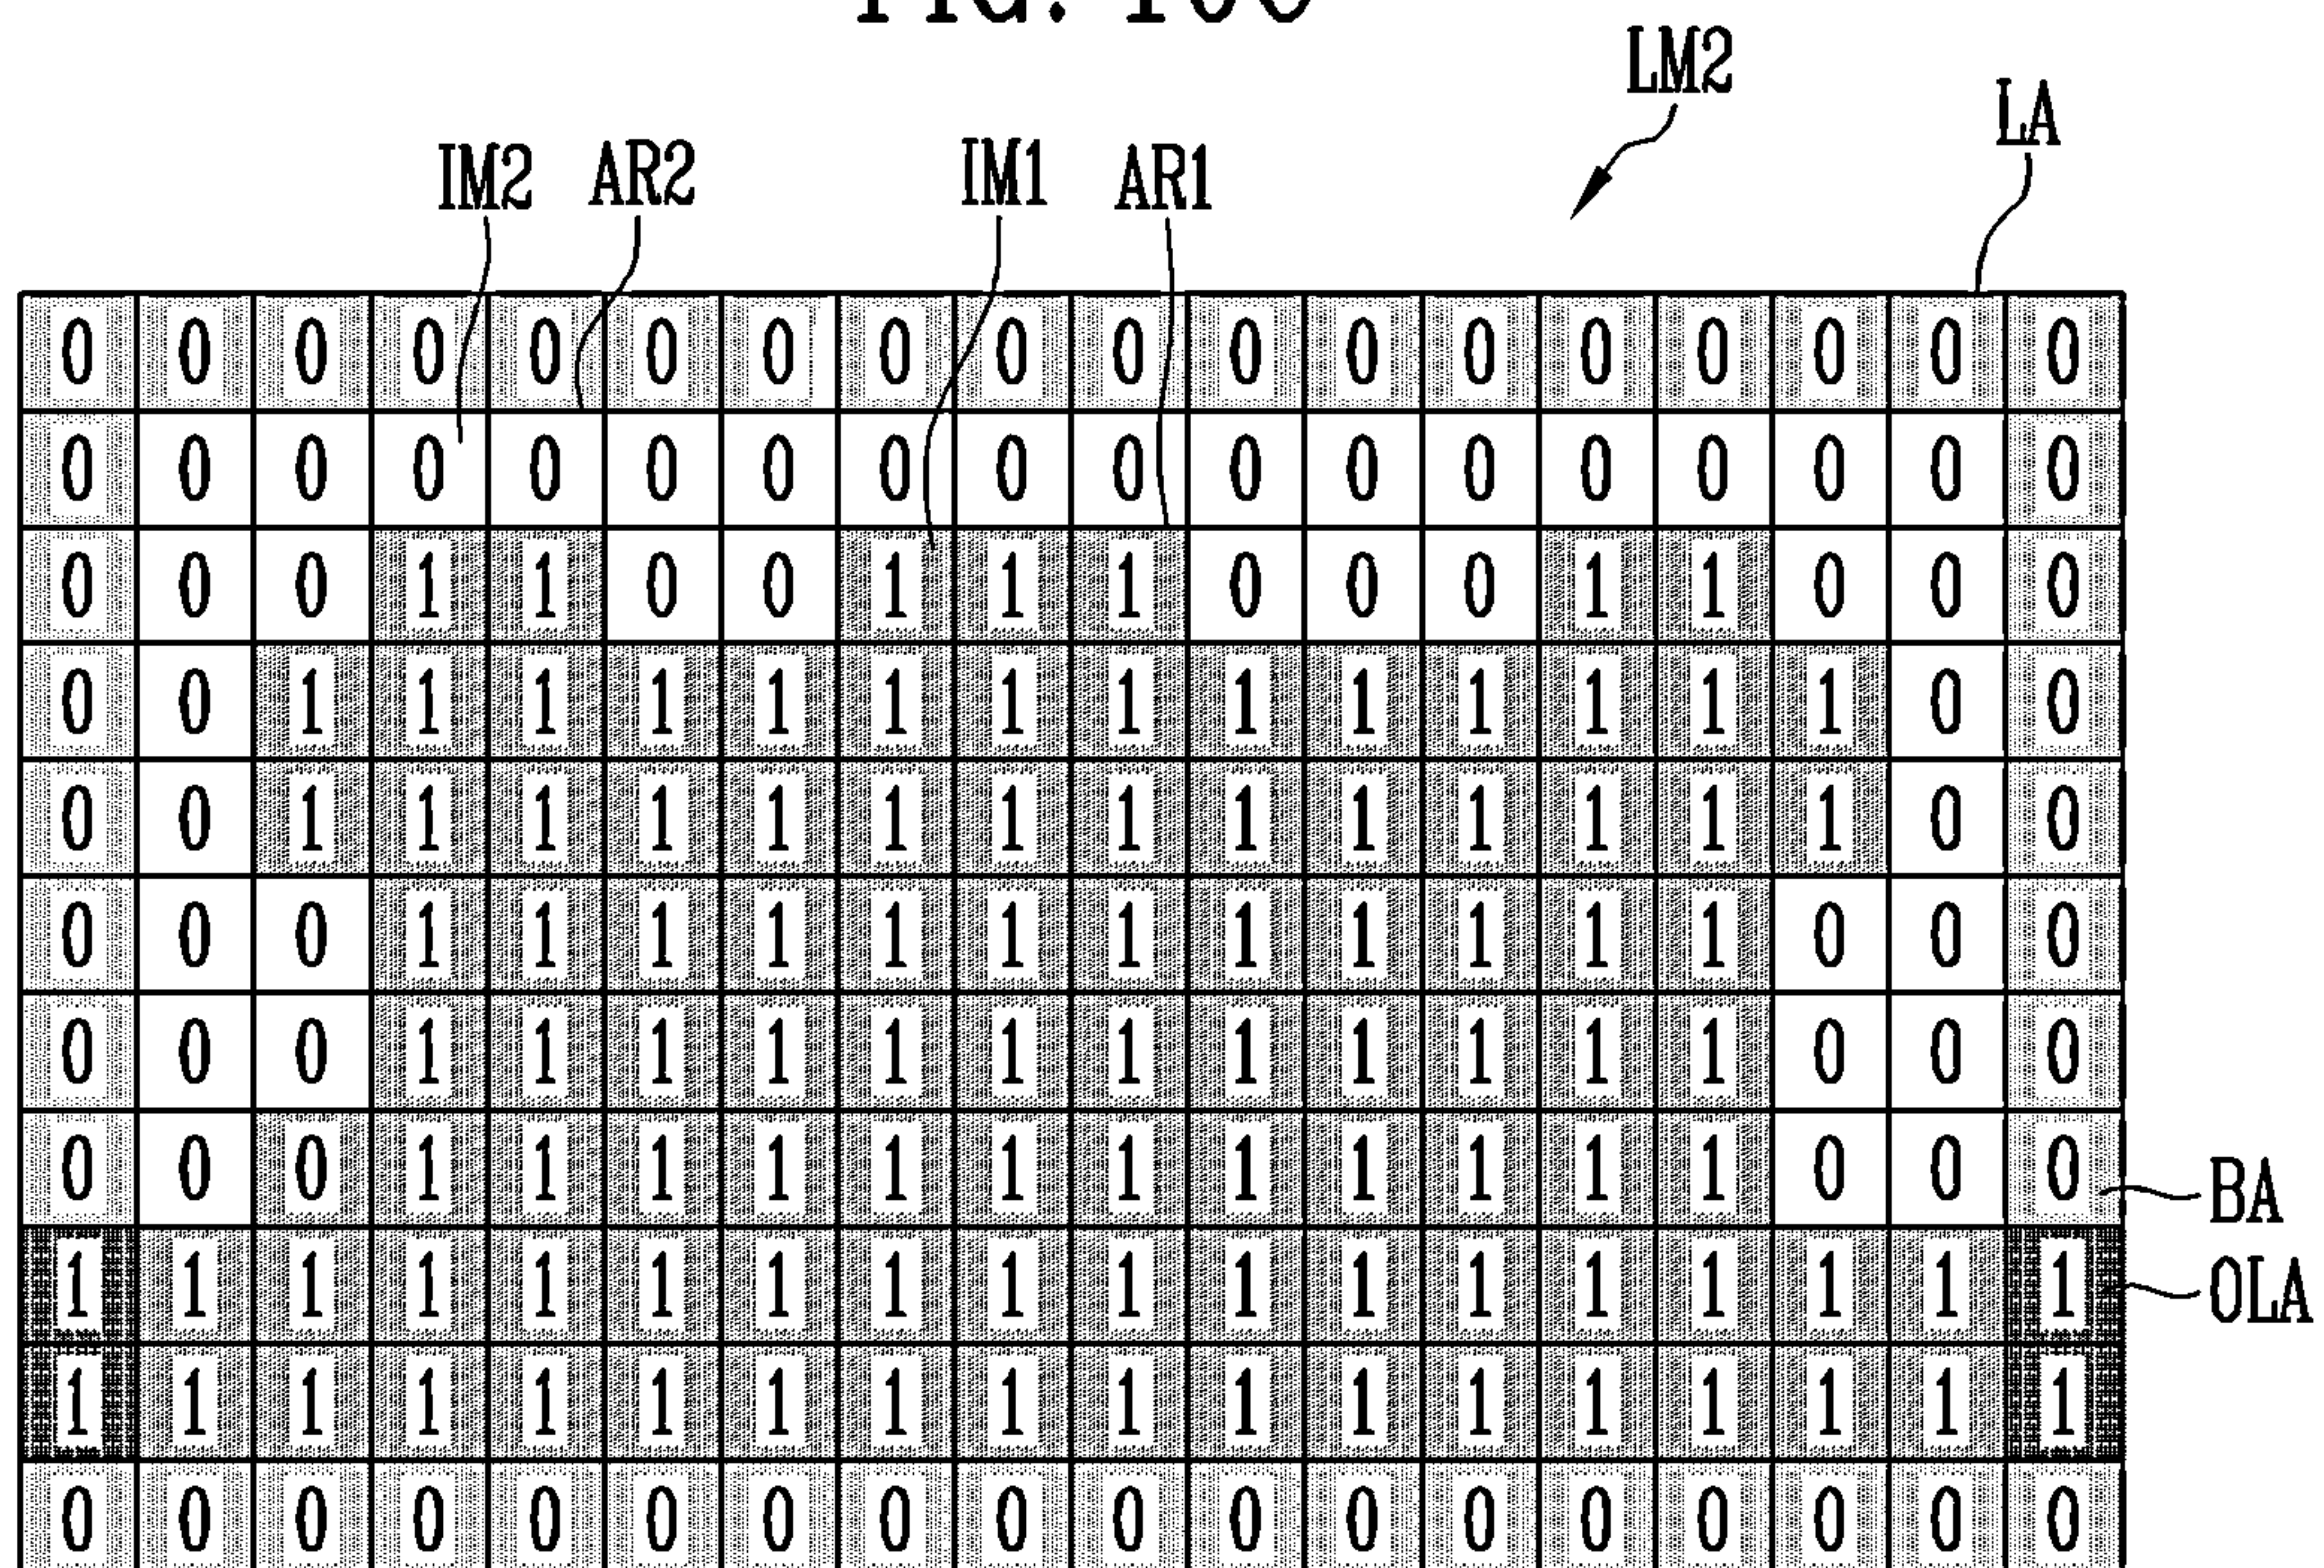 FIG. 10C
LM2
LA
IM2 AR2 IM1 AR1
0 0 0 0 0 0 0 0 0 0 0 0 0 0 0 0 0 0
0 0 0 0 0 0 0 0 0 0 0 0 0 0 0 0 0 0
0 0 0 1 1 0 0 1 1 1 0 0 0 1 1 0 0 0
0 0 1 1 1 1 1 1 1 1 1 1 1 1 1 1 0 0
0 0 1 1 1 1 1 1 1 1 1 1 1 1 1 1 0 0
0 0 0 1 1 1 1 1 1 1 1 1 1 1 1 0 0 0
0 0 0 1 1 1 1 1 1 1 1 1 1 1 1 0 0 0
0 0 0 1 1 1 1 1 1 1 1 1 1 1 1 0 0 0
BA
1 1 1 1 1 1 1 1 1 1 1 1 1 1 1 1 1 1
OLA
1 1 1 1 1 1 1 1 1 1 1 1 1 1 1 1 1 1
0 0 0 0 0 0 0 0 0 0 0 0 0 0 0 0 0 0